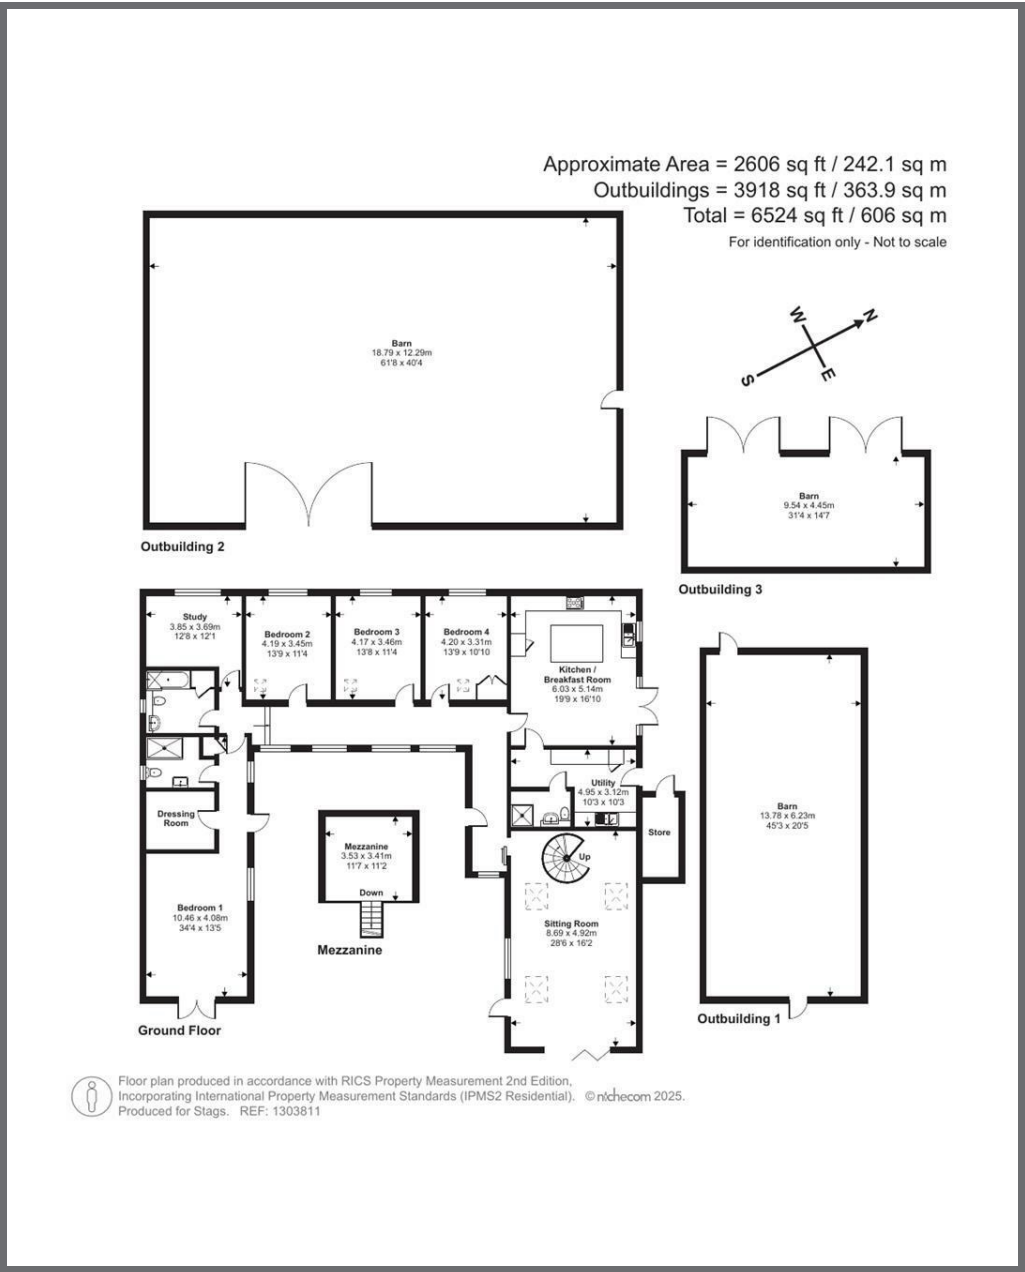 Approximate Area = 2606 sq ft / 242.1 sq m
Outbuildings = 3918 sq ft / 363.9 sq m
Total = 6524 sq ft / 606 sq m
For identification only - Not to scale
W
N
S
E
Barn
18.79 x 12.29m
61'8 x 40'4
Outbuilding 2
Barn
9.54 x 4.45m
31'4 x 14'7
Outbuilding 3
Study
3.85 x 3.69m
12'8 x 12'1
Bedroom 2
4.19 x 3.45m
13'9 x 11'4
Bedroom 3
4.17 x 3.46m
13'8 x 11'4
Bedroom 4
4.20 x 3.31m
13'9 x 10'10
Kitchen /
Breakfast Room
6.03 x 5.14m
19'9 x 16'10
Utility
4.95 x 3.12m
10'3 x 10'3
Store
Dressing
Room
Bedroom 1
10.46 x 4.08m
34'4 x 13'5
Ground Floor
Mezzanine
3.53 x 3.41m
11'7 x 11'2
Down
Mezzanine
Up
Sitting Room
8.69 x 4.92m
28'6 x 16'2
Barn
13.78 x 6.23m
45'3 x 20'5
Outbuilding 1
Floor plan produced in accordance with RICS Property Measurement 2nd Edition,
Incorporating International Property Measurement Standards (IPMS2 Residential). © nichecom 2025.
Produced for Stags. REF: 1303811